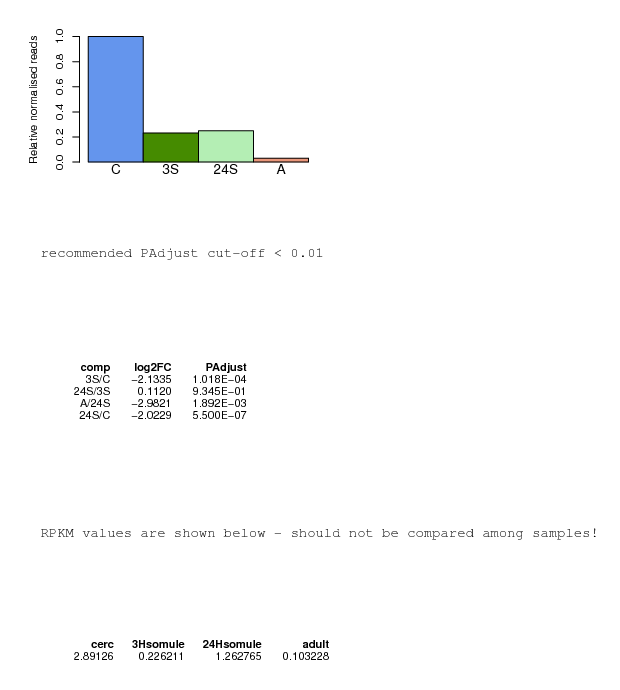 Relative normalised reads
1.0
0.8
0.6
0.4
0.2
0.0
C 3S 24S A
recommended PAdjust cut-off < 0.01
comp log2FC PAdjust
3S/C −2.1335 1.018E−04
24S/3S 0.1120 9.345E−01
A/24S −2.9821 1.892E−03
24S/C −2.0229 5.500E−07
RPKM values are shown below - should not be compared among samples!
cerc 3Hsomule 24Hsomule adult
2.89126 0.226211 1.262765 0.103228